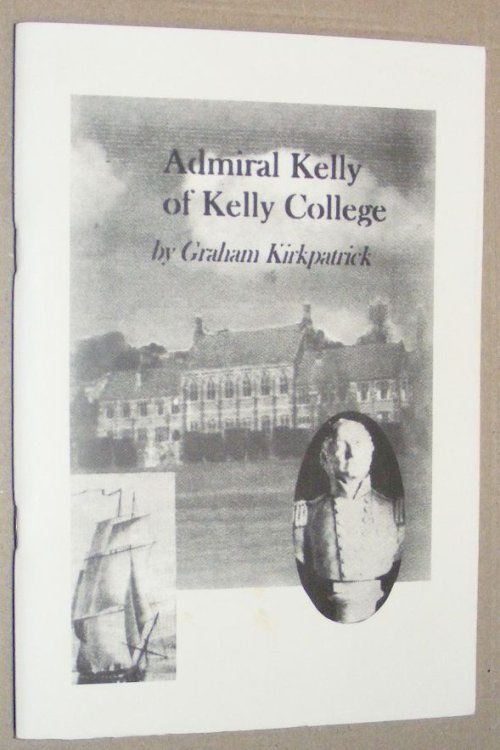 Admiral Kelly
of Kelly College
by Graham Kirkpatrick